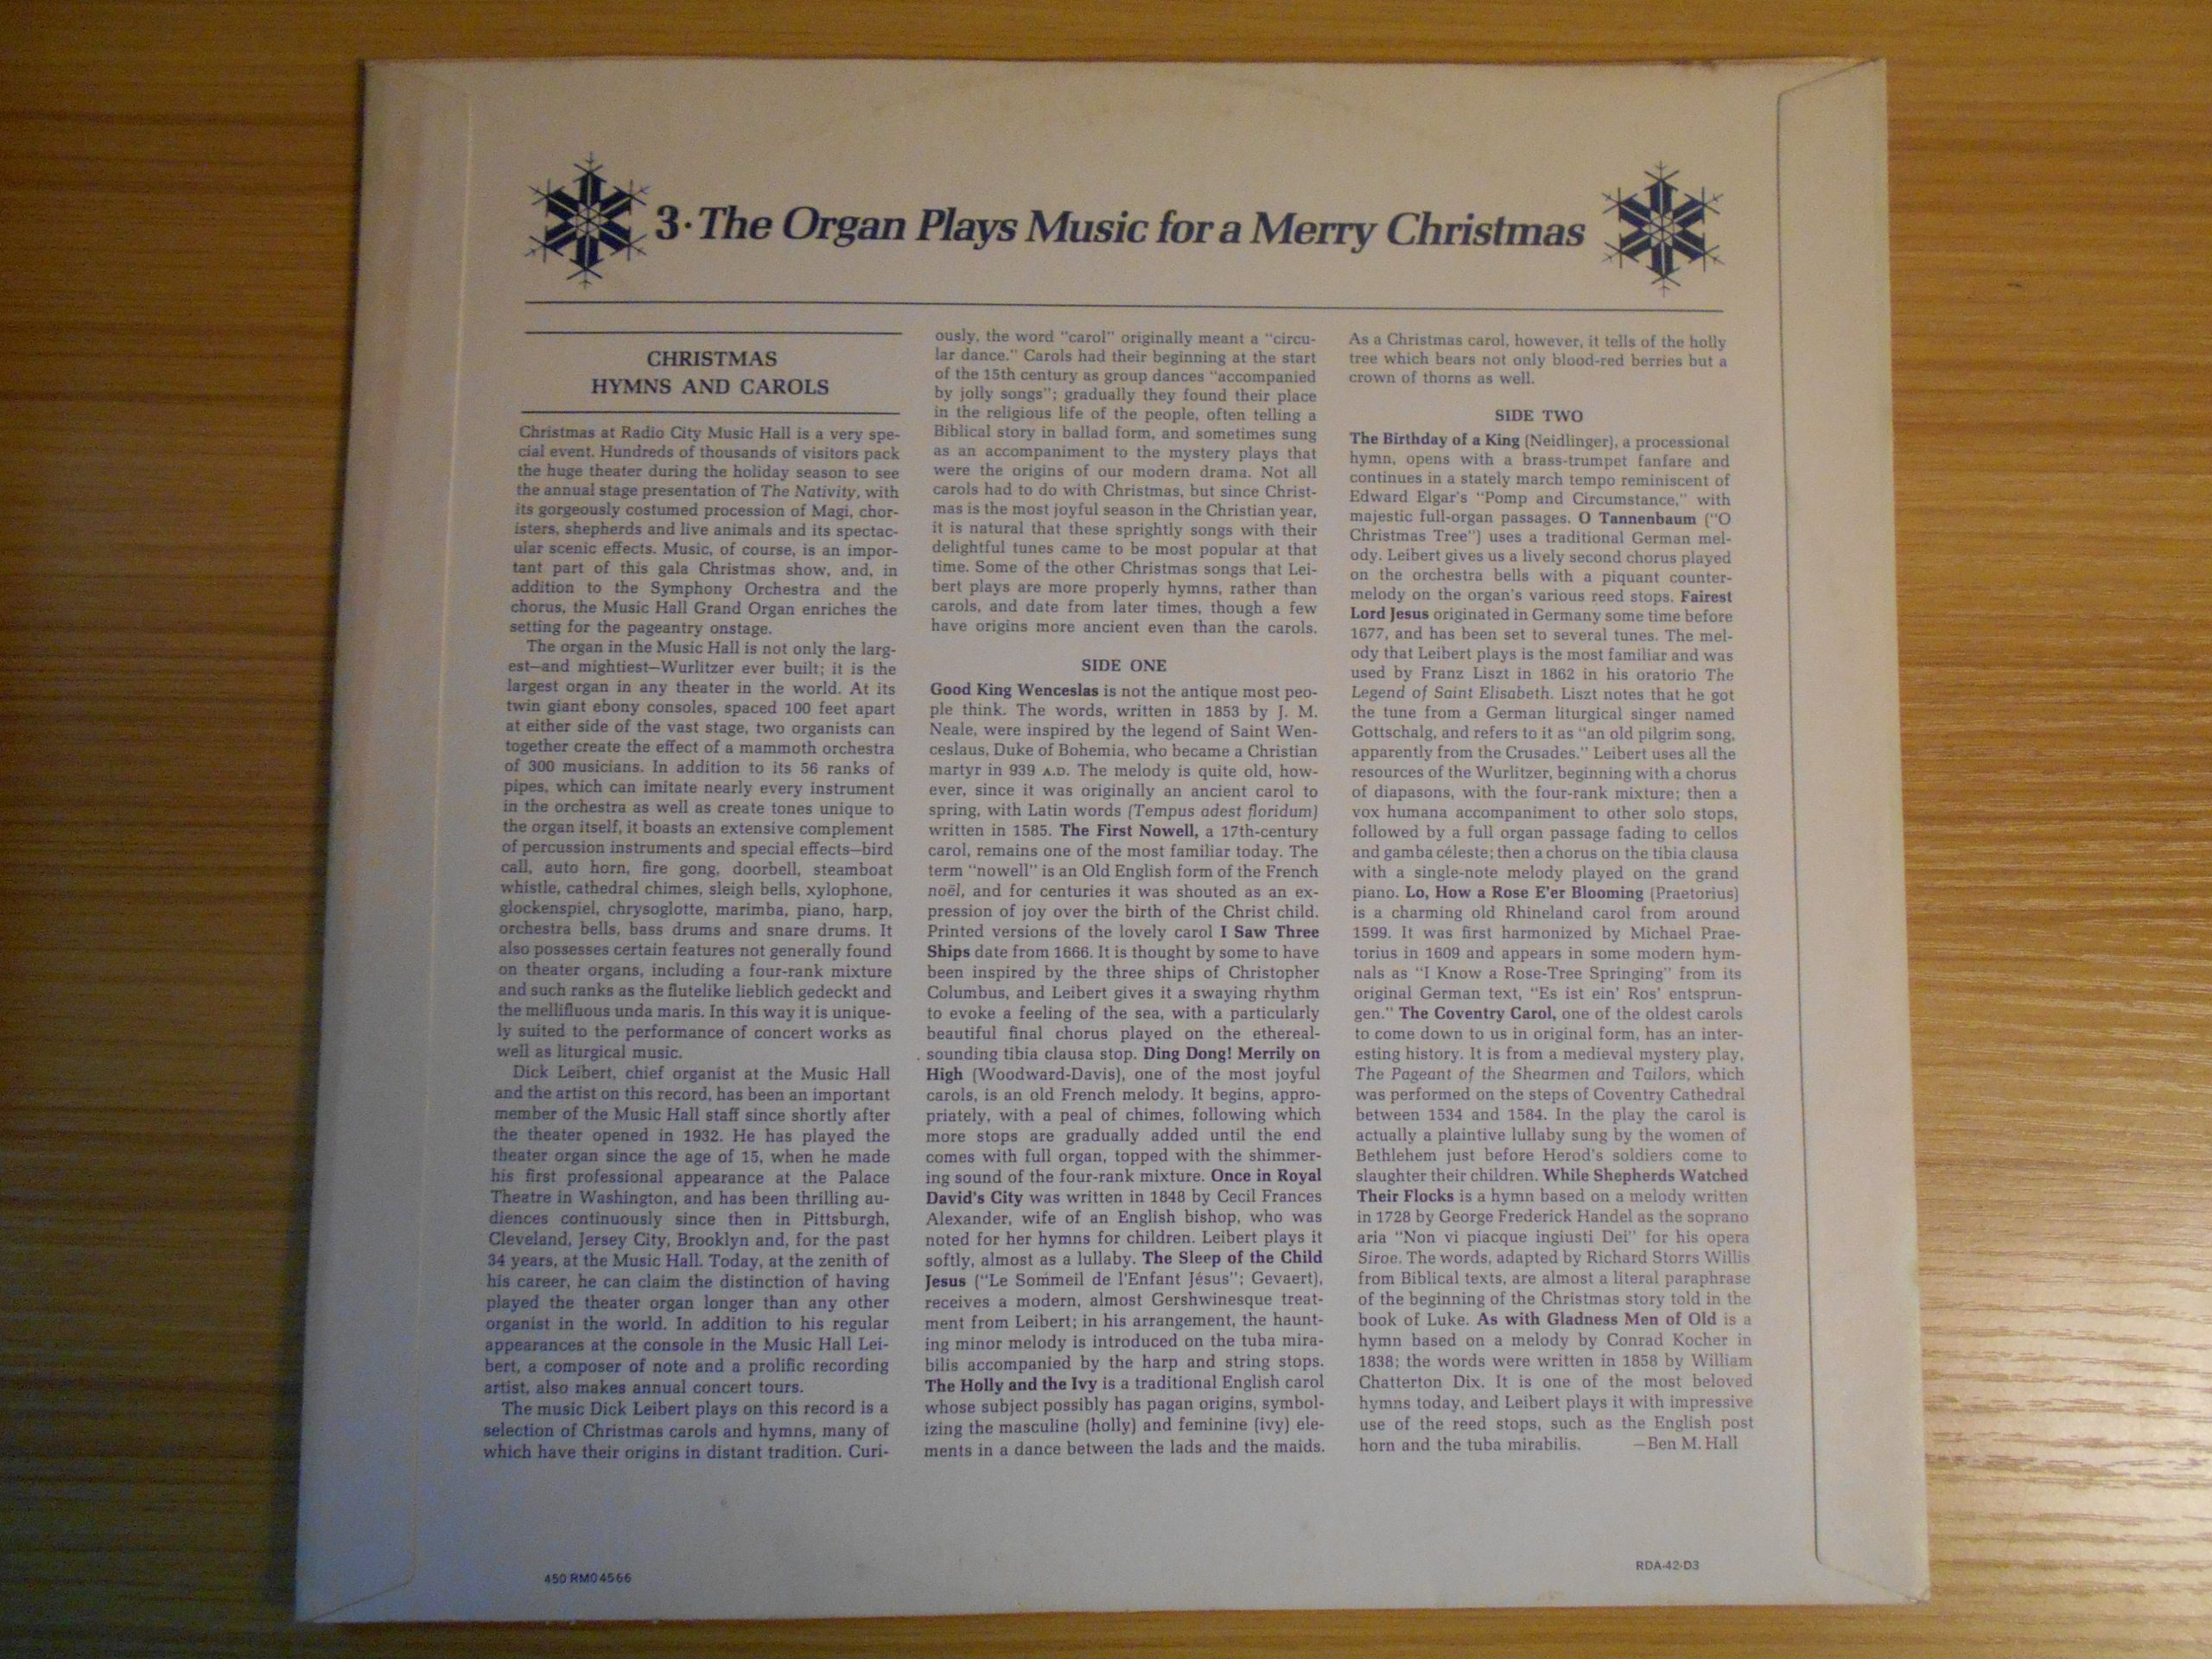 3·The Organ Plays Music for a Merry Christmas
CHRISTMAS
HYMNS AND CAROLS
Christmas at Radio City Music Hall is a very spe-
cial event. Hundreds of thousands of visitors pack
the huge theater during the holiday season to see
the annual stage presentation of The Nativity, with
its gorgeously costumed procession of Magi, chor-
isters, shepherds and live animals and its spectac-
ular scenic effects. Music, of course, is an impor-
tant part of this gala Christmas show, and, in
addition to the Symphony Orchestra and the
chorus, the Music Hall Grand Organ enriches the
setting for the pageantry onstage.
The organ in the Music Hall is not only the larg-
est—and mightiest—Wurlitzer ever built; it is the
largest organ in any theater in the world. At its
twin giant ebony consoles, spaced 100 feet apart
at either side of the vast stage, two organists can
together create the effect of a mammoth orchestra
of 300 musicians. In addition to its 56 ranks of
pipes, which can imitate nearly every instrument
in the orchestra as well as create tones unique to
the organ itself, it boasts an extensive complement
of percussion instruments and special effects—bird
call, auto horn, fire gong, doorbell, steamboat
whistle, cathedral chimes, sleigh bells, xylophone,
glockenspiel, chrysoglotte, marimba, piano, harp,
orchestra bells, bass drums and snare drums. It
also possesses certain features not generally found
on theater organs, including a four-rank mixture
and such ranks as the flutelike lieblich gedeckt and
the mellifluous unda maris. In this way it is unique-
ly suited to the performance of concert works as
well as liturgical music.
Dick Leibert, chief organist at the Music Hall
and the artist on this record, has been an important
member of the Music Hall staff since shortly after
the theater opened in 1932. He has played the
theater organ since the age of 15, when he made
his first professional appearance at the Palace
Theatre in Washington, and has been thrilling au-
diences continuously since then in Pittsburgh,
Cleveland, Jersey City, Brooklyn and, for the past
34 years, at the Music Hall. Today, at the zenith of
his career, he can claim the distinction of having
played the theater organ longer than any other
organist in the world. In addition to his regular
appearances at the console in the Music Hall Lei-
bert, a composer of note and a prolific recording
artist, also makes annual concert tours.
The music Dick Leibert plays on this record is a
selection of Christmas carols and hymns, many of
which have their origins in distant tradition. Curi-
ously, the word "carol" originally meant a "circu-
lar dance." Carols had their beginning at the start
of the 15th century as group dances "accompanied
by jolly songs"; gradually they found their place
in the religious life of the people, often telling a
Biblical story in ballad form, and sometimes sung
as an accompaniment to the mystery plays that
were the origins of our modern drama. Not all
carols had to do with Christmas, but since Christ-
mas is the most joyful season in the Christian year,
it is natural that these sprightly songs with their
delightful tunes came to be most popular at that
time. Some of the other Christmas songs that Lei-
bert plays are more properly hymns, rather than
carols, and date from later times, though a few
have origins more ancient even than the carols.
SIDE ONE
Good King Wenceslas is not the antique most peo-
ple think. The words, written in 1853 by J. M.
Neale, were inspired by the legend of Saint Wen-
ceslaus, Duke of Bohemia, who became a Christian
martyr in 939 A.D. The melody is quite old, how-
ever, since it was originally an ancient carol to
spring, with Latin words (Tempus adest floridum)
written in 1585. The First Nowell, a 17th-century
carol, remains one of the most familiar today. The
term "nowell" is an Old English form of the French
noël, and for centuries it was shouted as an ex-
pression of joy over the birth of the Christ child.
Printed versions of the lovely carol I Saw Three
Ships date from 1666. It is thought by some to have
been inspired by the three ships of Christopher
Columbus, and Leibert gives it a swaying rhythm
to evoke a feeling of the sea, with a particularly
beautiful final chorus played on the ethereal-
sounding tibia clausa stop. Ding Dong! Merrily on
High (Woodward-Davis), one of the most joyful
carols, is an old French melody. It begins, appro-
priately, with a peal of chimes, following which
more stops are gradually added until the end
comes with full organ, topped with the shimmer-
ing sound of the four-rank mixture. Once in Royal
David's City was written in 1848 by Cecil Frances
Alexander, wife of an English bishop, who was
noted for her hymns for children. Leibert plays it
softly, almost as a lullaby. The Sleep of the Child
Jesus ("Le Sommeil de l'Enfant Jésus"; Gevaert),
receives a modern, almost Gershwinesque treat-
ment from Leibert; in his arrangement, the haunt-
ing minor melody is introduced on the tuba mira-
bilis accompanied by the harp and string stops.
The Holly and the Ivy is a traditional English carol
whose subject possibly has pagan origins, symbol-
izing the masculine (holly) and feminine (ivy) ele-
ments in a dance between the lads and the maids.
As a Christmas carol, however, it tells of the holly
tree which bears not only blood-red berries but a
crown of thorns as well.
SIDE TWO
The Birthday of a King (Neidlinger), a processional
hymn, opens with a brass-trumpet fanfare and
continues in a stately march tempo reminiscent of
Edward Elgar's "Pomp and Circumstance," with
majestic full-organ passages. O Tannenbaum ("O
Christmas Tree") uses a traditional German mel-
ody. Leibert gives us a lively second chorus played
on the orchestra bells with a piquant counter-
melody on the organ's various reed stops. Fairest
Lord Jesus originated in Germany some time before
1677, and has been set to several tunes. The mel-
ody that Leibert plays is the most familiar and was
used by Franz Liszt in 1862 in his oratorio The
Legend of Saint Elisabeth. Liszt notes that he got
the tune from a German liturgical singer named
Gottschalg, and refers to it as "an old pilgrim song,
apparently from the Crusades." Leibert uses all the
resources of the Wurlitzer, beginning with a chorus
of diapasons, with the four-rank mixture; then a
vox humana accompaniment to other solo stops,
followed by a full organ passage fading to cellos
and gamba céleste; then a chorus on the tibia clausa
with a single-note melody played on the grand
piano. Lo, How a Rose E'er Blooming (Praetorius)
is a charming old Rhineland carol from around
1599. It was first harmonized by Michael Prae-
torius in 1609 and appears in some modern hym-
nals as "I Know a Rose-Tree Springing" from its
original German text, "Es ist ein' Ros' entsprun-
gen." The Coventry Carol, one of the oldest carols
to come down to us in original form, has an inter-
esting history. It is from a medieval mystery play,
The Pageant of the Shearmen and Tailors, which
was performed on the steps of Coventry Cathedral
between 1534 and 1584. In the play the carol is
actually a plaintive lullaby sung by the women of
Bethlehem just before Herod's soldiers come to
slaughter their children. While Shepherds Watched
Their Flocks is a hymn based on a melody written
in 1728 by George Frederick Handel as the soprano
aria "Non vi piacque ingiusti Dei" for his opera
Siroe. The words, adapted by Richard Storrs Willis
from Biblical texts, are almost a literal paraphrase
of the beginning of the Christmas story told in the
book of Luke. As with Gladness Men of Old is a
hymn based on a melody by Conrad Kocher in
1838; the words were written in 1858 by William
Chatterton Dix. It is one of the most beloved
hymns today, and Leibert plays it with impressive
use of the reed stops, such as the English post
horn and the tuba mirabilis. —Ben M. Hall
450 RM04566
RDA-42-D3